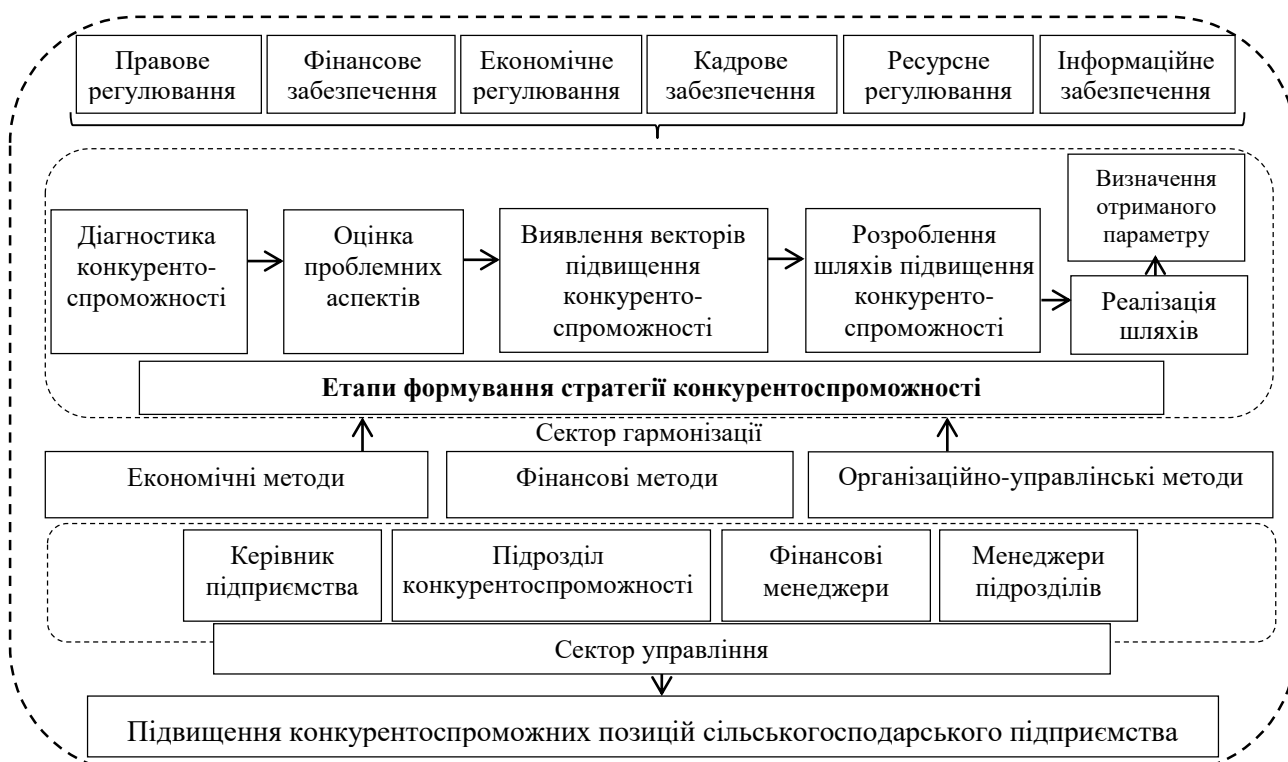 Правове
регулювання
Фінансове
забезпечення
Економічне
регулювання
Кадрове
забезпечення
Ресурсне
регулювання
Інформаційне
забезпечення
Діагностика
конкуренто-
спроможності
Оцінка
проблемних
аспектів
Виявлення векторів
підвищення
конкуренто-
спроможності
Розроблення
шляхів підвищення
конкуренто-
спроможності
Визначення
отриманого
параметру
Реалізація
шляхів
Етапи формування стратегії конкурентоспроможності
Сектор гармонізації
Економічні методи
Фінансові методи
Організаційно-управлінські методи
Керівник
підприємства
Підрозділ
конкурентоспроможності
Фінансові
менеджери
Менеджери
підрозділів
Сектор управління
Підвищення конкурентоспроможних позицій сільськогосподарського підприємства